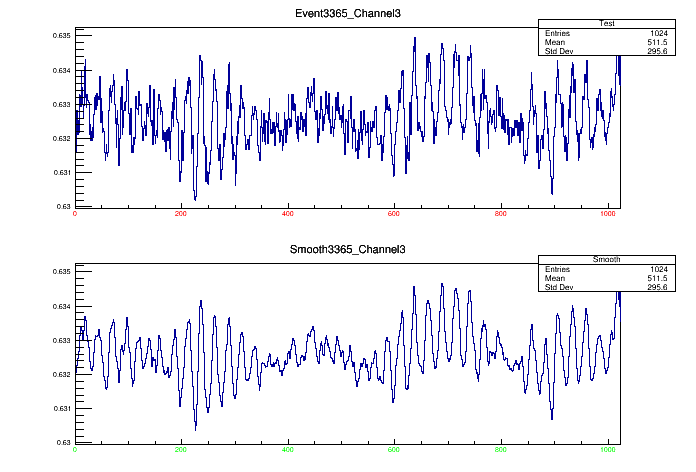 Event3365_Channel3
Test
Entries 1024
Mean 511.5
Std Dev 295.6
0.635
0.634
0.633
0.632
0.631
0.63
0 200 400 600 800 1000
Smooth3365_Channel3
Smooth
Entries 1024
Mean 511.5
Std Dev 295.6
0.635
0.634
0.633
0.632
0.631
0.63
0 200 400 600 800 1000